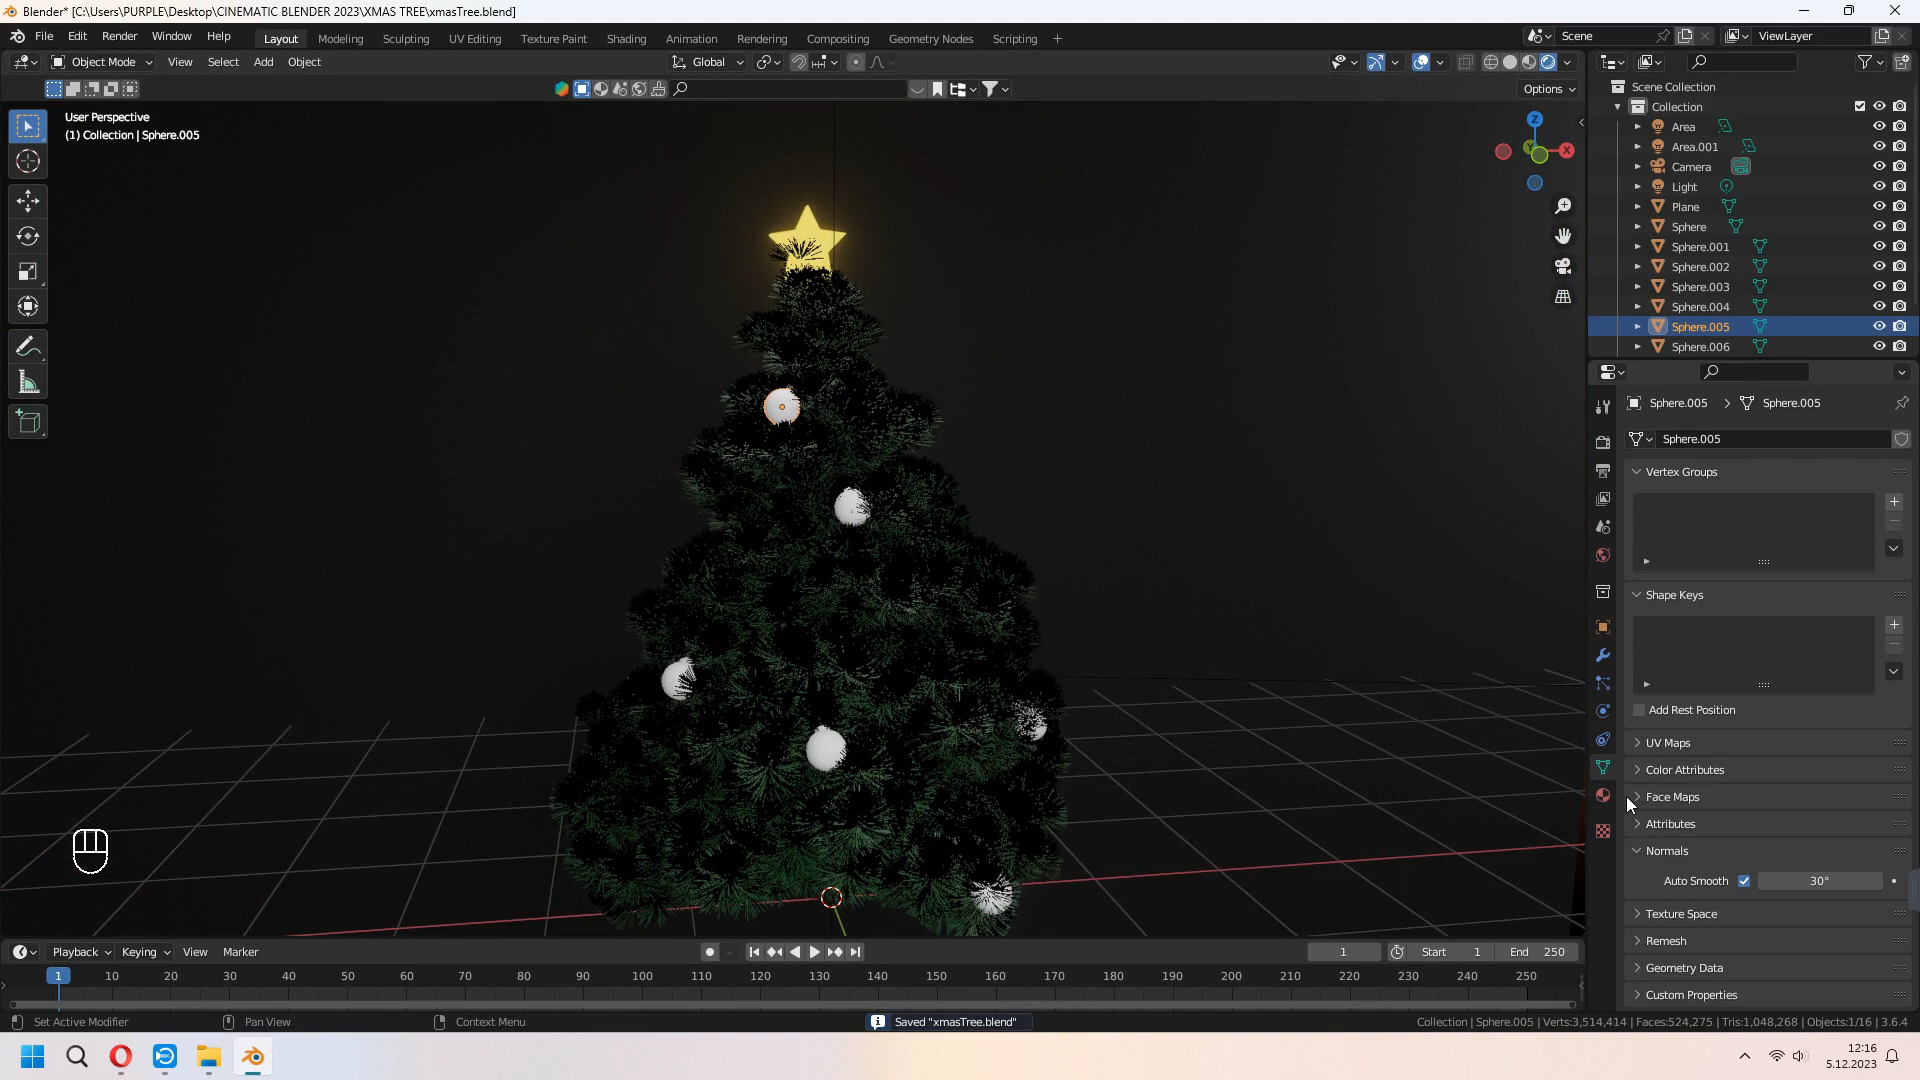 Blender* [C:\Users\PURPLE\Desktop\CINEMATIC BLENDER 2023\XMAS TREE\xmasTree.blend]
File Edit Render Window Help Layout Modeling Sculpting UV Editing Texture Paint Shading Animation Rendering Compositing Geometry Nodes Scripting + Scene ViewLayer
Object Mode View Select Add Object Global
Options
User Perspective
(1) Collection | Sphere.005
Z
Y
X
Scene Collection
Collection
Area
Area.001
Camera
Light
Plane
Sphere
Sphere.001
Sphere.002
Sphere.003
Sphere.004
Sphere.005
Sphere.006
Sphere.005 > Sphere.005
Sphere.005
Vertex Groups
Shape Keys
Add Rest Position
UV Maps
Color Attributes
Face Maps
Attributes
Normals
Auto Smooth 30°
Texture Space
Remesh
Geometry Data
Custom Properties
Playback Keying View Marker 1 Start 1 End 250
1 10 20 30 40 50 60 70 80 90 100 110 120 130 140 150 160 170 180 190 200 210 220 230 240 250
Set Active Modifier Pan View Context Menu Saved "xmasTree.blend" Collection | Sphere.005 | Verts:3,514,414 | Faces:524,275 | Tris:1,048,268 | Objects:1/16 | 3.6.4
REC
12:16
5.12.2023